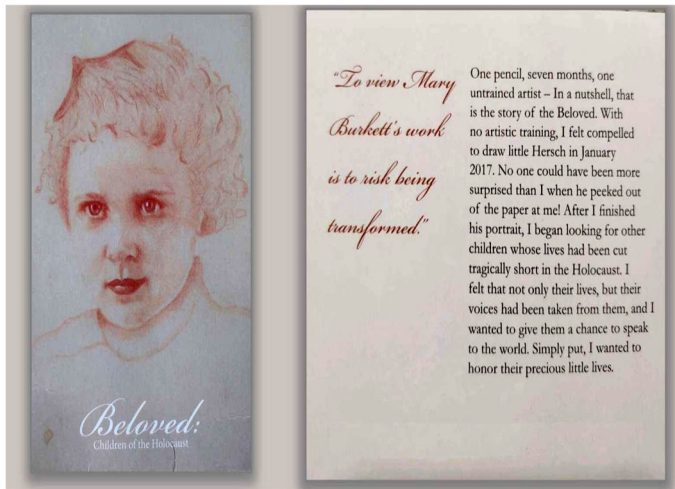 Beloved:
Children of the Holocaust
"To view Mary
Burkett's work
is to risk being
transformed."
One pencil, seven months, one
untrained artist – In a nutshell, that
is the story of the Beloved. With
no artistic training, I felt compelled
to draw little Hersch in January
2017. No one could have been more
surprised than I when he peeked out
of the paper at me! After I finished
his portrait, I began looking for other
children whose lives had been cut
tragically short in the Holocaust. I
felt that not only their lives, but their
voices had been taken from them, and I
wanted to give them a chance to speak
to the world. Simply put, I wanted to
honor their precious little lives.